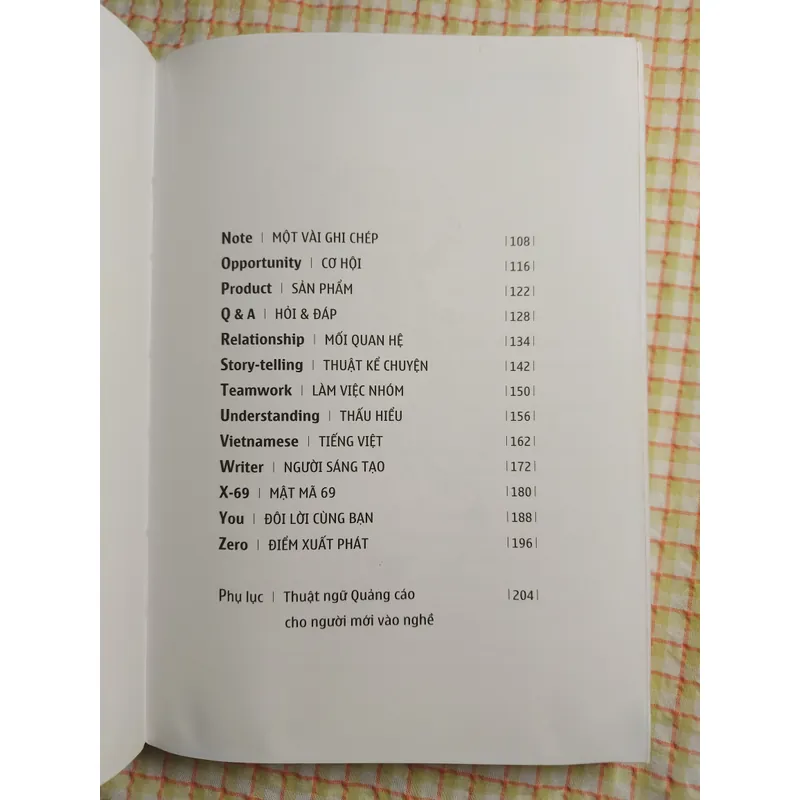 Note | MỘT VÀI GHI CHÉP |108|
Opportunity | CƠ HỘI |116|
Product | SẢN PHẨM |122|
Q & A | HỎI & ĐÁP |128|
Relationship | MỐI QUAN HỆ |134|
Story-telling | THUẬT KỂ CHUYỆN |142|
Teamwork | LÀM VIỆC NHÓM |150|
Understanding | THẤU HIỂU |156|
Vietnamese | TIẾNG VIỆT |162|
Writer | NGƯỜI SÁNG TẠO |172|
X-69 | MẬT MÃ 69 |180|
You | ĐÔI LỜI CÙNG BẠN |188|
Zero | ĐIỂM XUẤT PHÁT |196|
Phụ lục | Thuật ngữ Quảng cáo |204|
cho người mới vào nghề